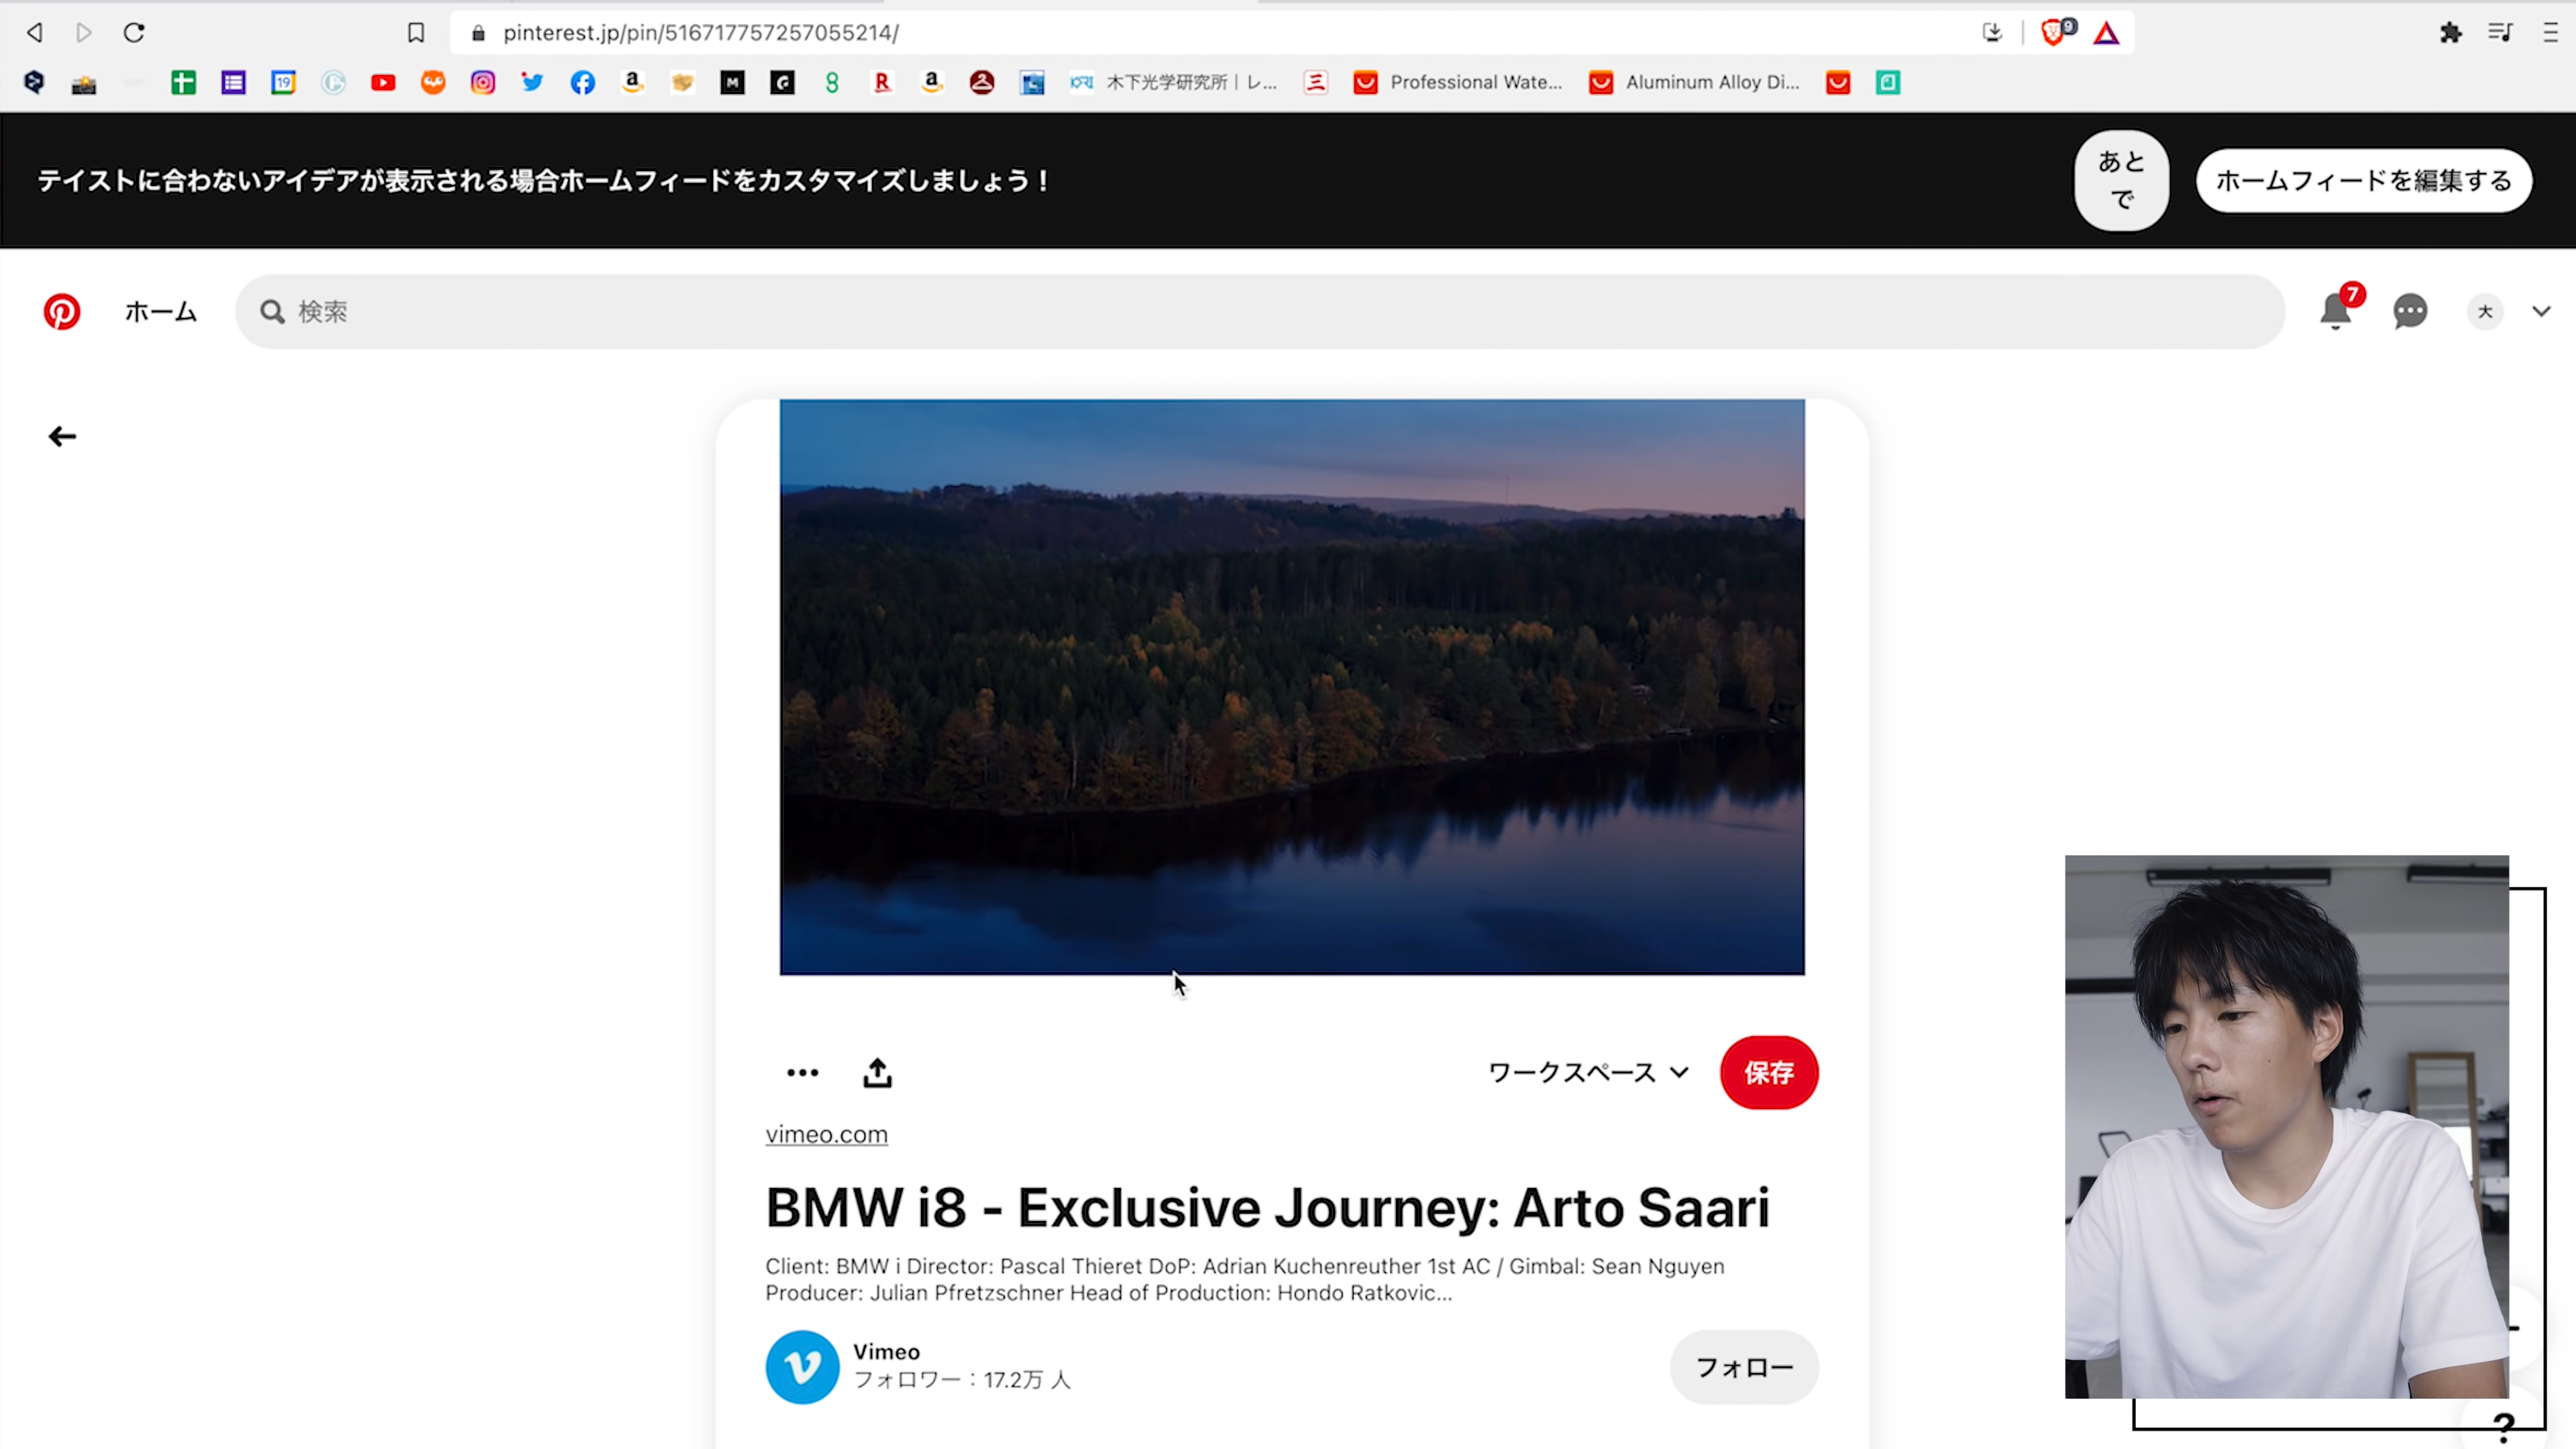 pinterest.jp/pin/516717757257055214/
9
19
木下光学研究所 | レ...
Professional Wate...
Aluminum Alloy Di...
テイストに合わないアイデアが表示される場合ホームフィードをカスタマイズしましょう！
あと
で
ホームフィードを編集する
ホーム
検索
7
大
ワークスペース
保存
vimeo.com
BMW i8 - Exclusive Journey: Arto Saari
Client: BMW i Director: Pascal Thieret DoP: Adrian Kuchenreuther 1st AC / Gimbal: Sean Nguyen
Producer: Julian Pfretzschner Head of Production: Hondo Ratkovic...
Vimeo
フォロワー：17.2万 人
フォロー
?